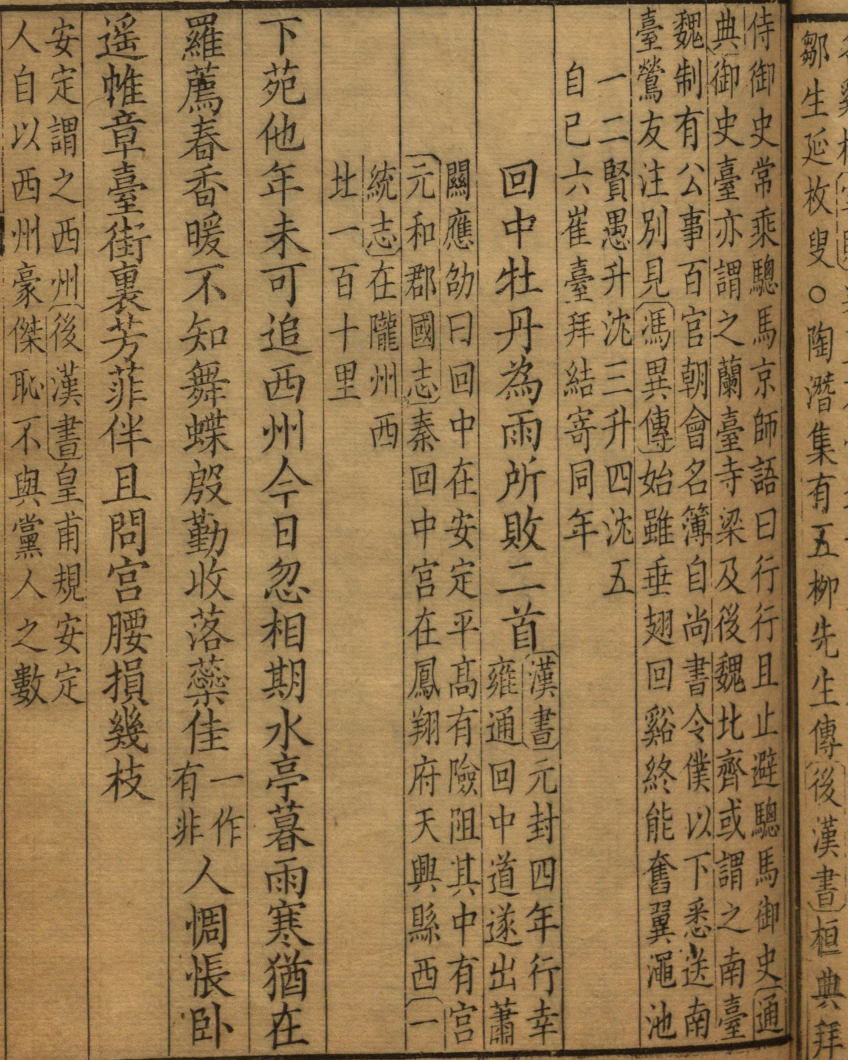 鄒生延枚叟○陶潛集有五柳先生傳後漢書桓典拜
侍御史常乘驄馬京師語曰行行且止避驄馬御史通
典御史臺亦謂之蘭臺寺梁及後魏北齊或謂之南臺
魏制有公事百官朝會名簿自尚書令僕以下悉送南
臺鶯友注別見馮異傳始雖垂翅回谿終能奮翼澠池
一二賢愚升沈三升四沈五
自巳六崔臺拜結寄同年
回中牡丹為雨所敗二首
漢書元封四年行幸
雍通回中道遂出蕭
關應劭曰回中在安定平高有險阻其中有宮
元和郡國志秦回中宮在鳳翔府天興縣西一
統志在隴州西
北一百十里
下苑他年未可追西州今日忽相期水亭暮雨寒猶在
羅薦春香暖不知舞蝶殷勤收落蘂佳一作有非人惆悵臥
遥帷章臺街裏芳菲伴且問宮腰損幾枝
安定謂之西州後漢書皇甫規安定
人自以西州豪傑恥不與黨人之數